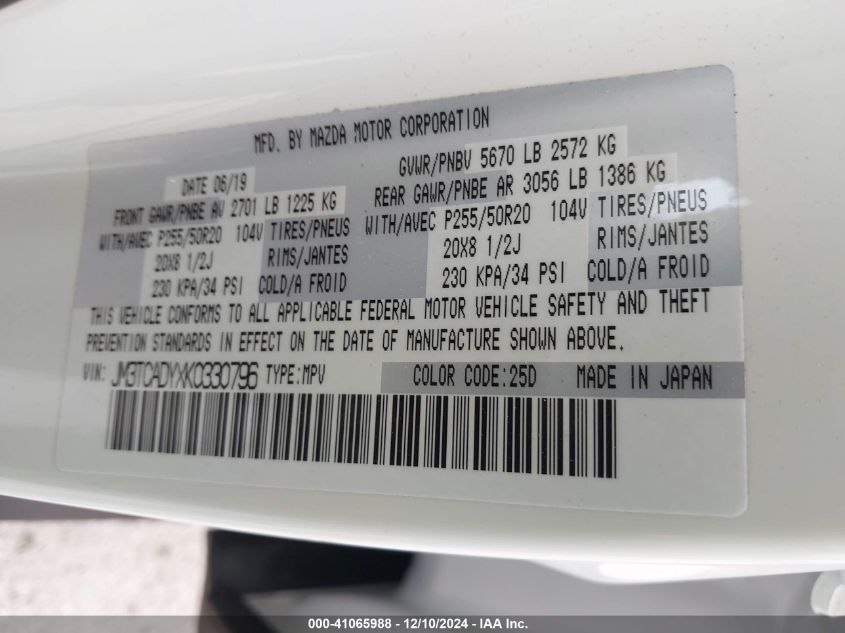 MFD. BY MAZDA MOTOR CORPORATION
DATE 06/19
GVWR/PNBV 5670 LB 2572 KG
FRONT GAWR/PNBE AV 2701 LB 1225 KG
REAR GAWR/PNBE AR 3056 LB 1386 KG
WITH/AVEC P255/50R20 104V TIRES/PNEUS
WITH/AVEC P255/50R20 104V TIRES/PNEUS
20X8 1/2J RIMS/JANTES
20X8 1/2J RIMS/JANTES
230 KPA/34 PSI COLD/A FROID
230 KPA/34 PSI COLD/A FROID
THIS VEHICLE CONFORMS TO ALL APPLICABLE FEDERAL MOTOR VEHICLE SAFETY AND THEFT
PREVENTION STANDARDS IN EFFECT ON THE DATE OF MANUFACTURE SHOWN ABOVE.
VIN: JM3TCADYXK0330796 TYPE:MPV COLOR CODE:25D MADE IN JAPAN
000-41065988 - 12/10/2024 - IAA Inc.